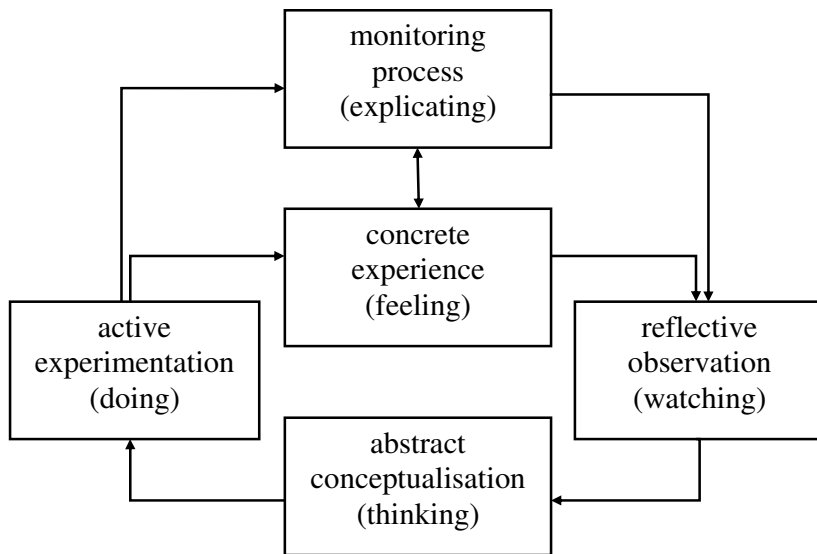 monitoring
process
(explicating)
concrete
experience
(feeling)
active
experimentation
(doing)
reflective
observation
(watching)
abstract
conceptualisation
(thinking)